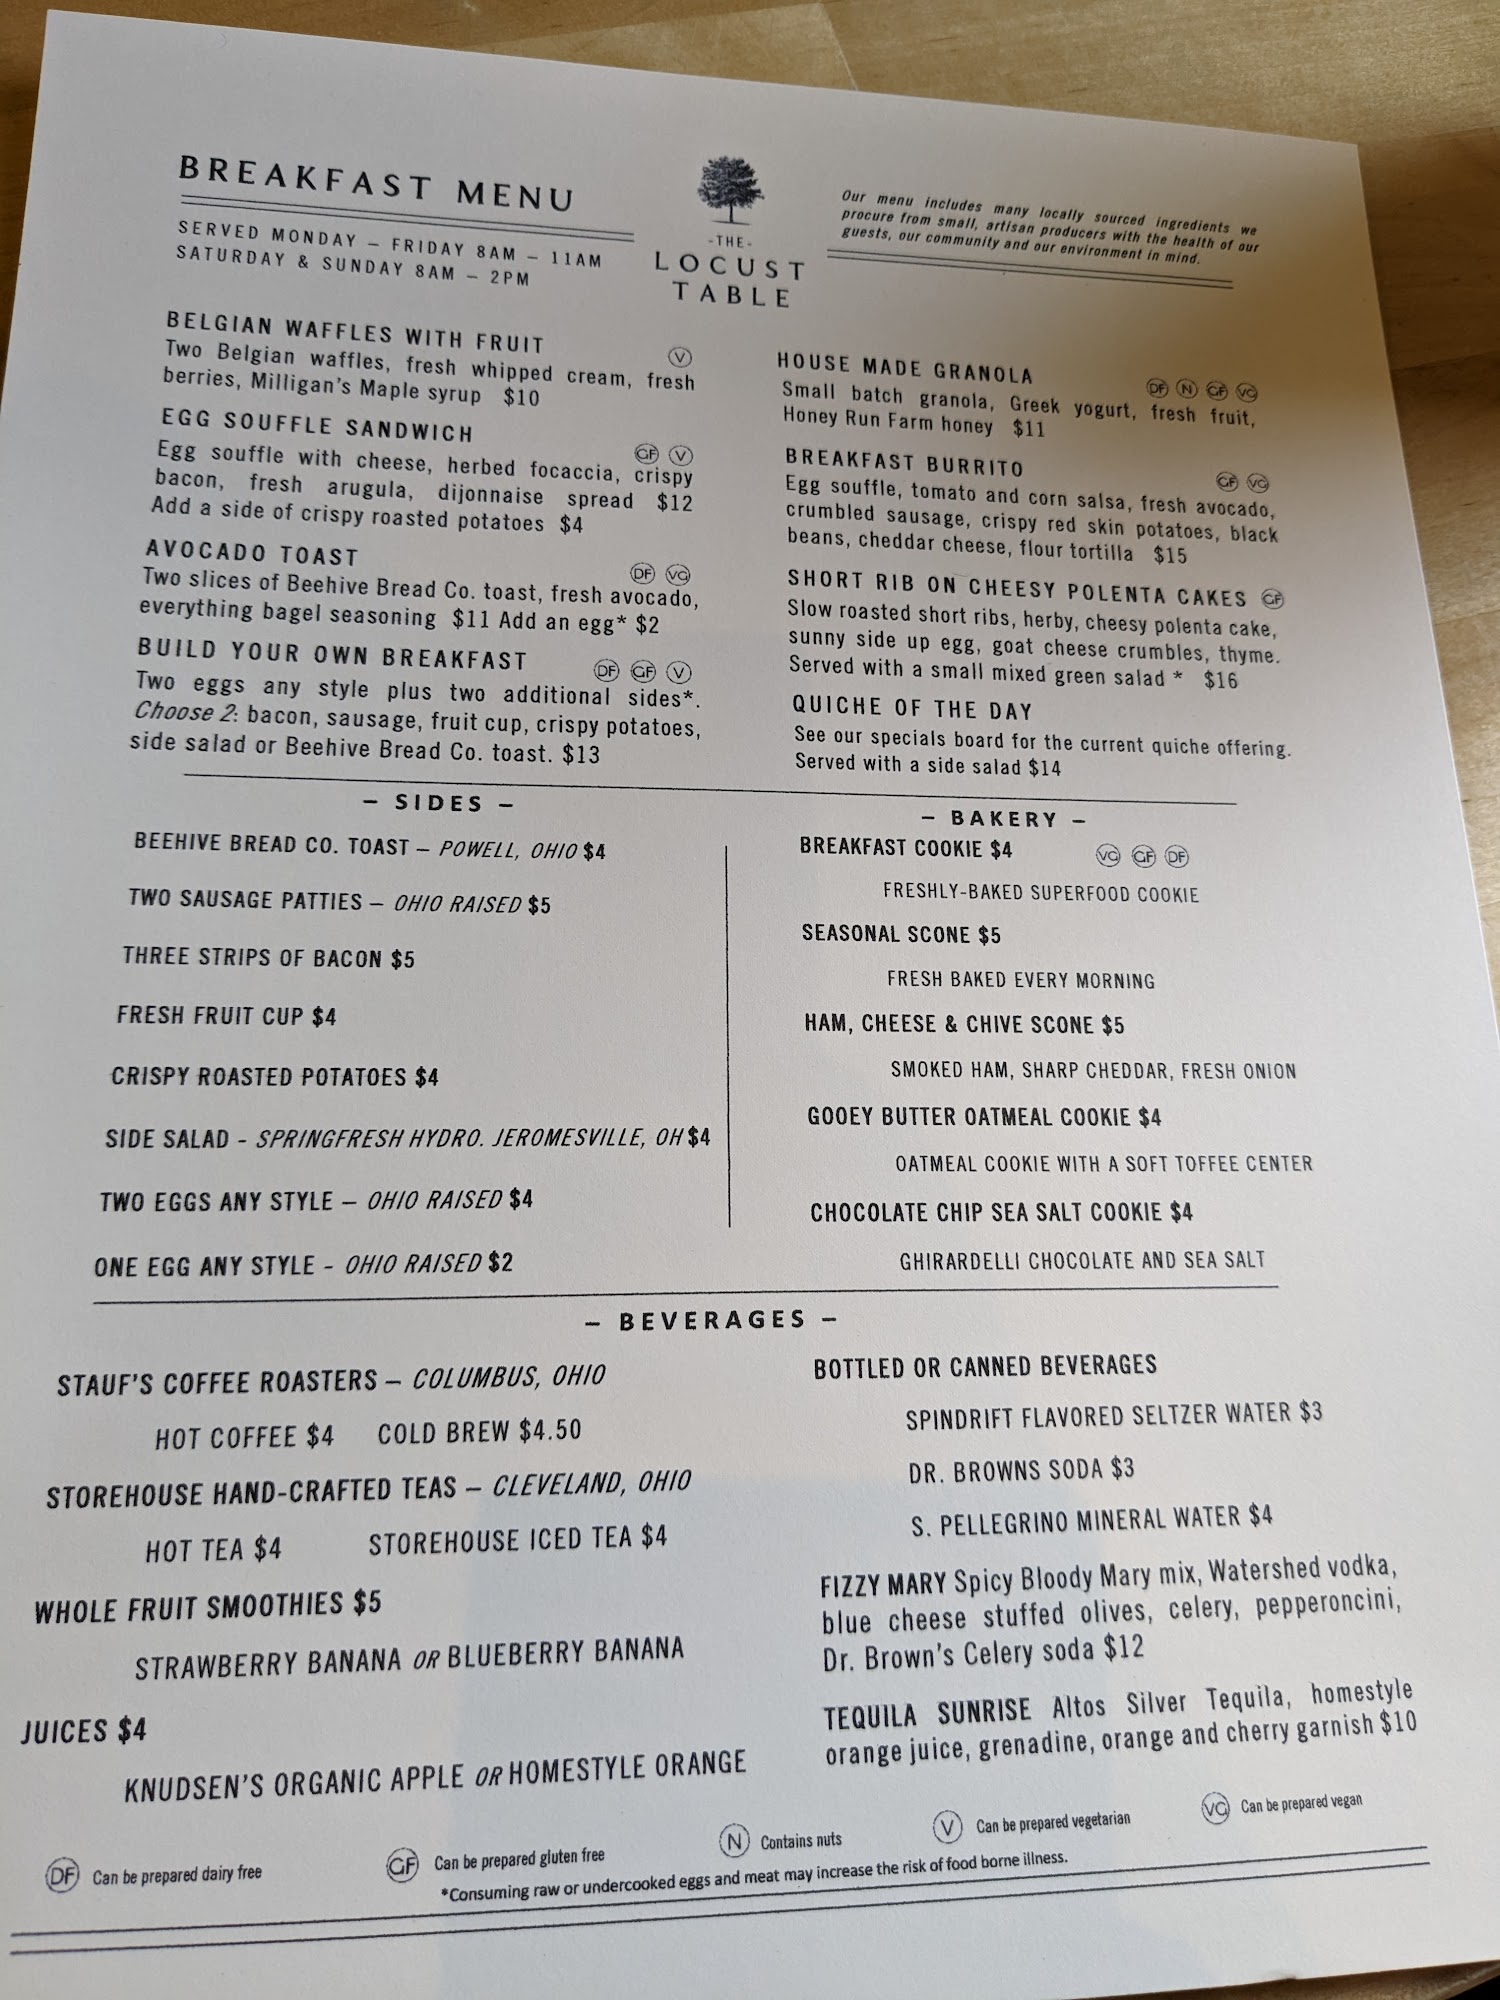 BREAKFAST MENU
SERVED MONDAY – FRIDAY 8AM – 11AM
SATURDAY & SUNDAY 8AM – 2PM
-THE-
LOCUST
TABLE
Our menu includes many locally sourced ingredients we
procure from small, artisan producers with the health of our
guests, our community and our environment in mind.
BELGIAN WAFFLES WITH FRUIT
V
Two Belgian waffles, fresh whipped cream, fresh
berries, Milligan's Maple syrup $10
EGG SOUFFLE SANDWICH
GF V
Egg souffle with cheese, herbed focaccia, crispy
bacon, fresh arugula, dijonnaise spread $12
Add a side of crispy roasted potatoes $4
AVOCADO TOAST
DF VG
Two slices of Beehive Bread Co. toast, fresh avocado,
everything bagel seasoning $11 Add an egg* $2
BUILD YOUR OWN BREAKFAST
DF GF V
Two eggs any style plus two additional sides*.
Choose 2: bacon, sausage, fruit cup, crispy potatoes,
side salad or Beehive Bread Co. toast. $13
HOUSE MADE GRANOLA
DF N GF VG
Small batch granola, Greek yogurt, fresh fruit,
Honey Run Farm honey $11
BREAKFAST BURRITO
GF VG
Egg souffle, tomato and corn salsa, fresh avocado,
crumbled sausage, crispy red skin potatoes, black
beans, cheddar cheese, flour tortilla $15
SHORT RIB ON CHEESY POLENTA CAKES GF
Slow roasted short ribs, herby, cheesy polenta cake,
sunny side up egg, goat cheese crumbles, thyme.
Served with a small mixed green salad * $16
QUICHE OF THE DAY
See our specials board for the current quiche offering.
Served with a side salad $14
– SIDES –
BEEHIVE BREAD CO. TOAST – POWELL, OHIO $4
TWO SAUSAGE PATTIES – OHIO RAISED $5
THREE STRIPS OF BACON $5
FRESH FRUIT CUP $4
CRISPY ROASTED POTATOES $4
SIDE SALAD - SPRINGFRESH HYDRO. JEROMESVILLE, OH $4
TWO EGGS ANY STYLE – OHIO RAISED $4
ONE EGG ANY STYLE - OHIO RAISED $2
– BAKERY –
BREAKFAST COOKIE $4 VG GF DF
FRESHLY-BAKED SUPERFOOD COOKIE
SEASONAL SCONE $5
FRESH BAKED EVERY MORNING
HAM, CHEESE & CHIVE SCONE $5
SMOKED HAM, SHARP CHEDDAR, FRESH ONION
GOOEY BUTTER OATMEAL COOKIE $4
OATMEAL COOKIE WITH A SOFT TOFFEE CENTER
CHOCOLATE CHIP SEA SALT COOKIE $4
GHIRARDELLI CHOCOLATE AND SEA SALT
– BEVERAGES –
STAUF'S COFFEE ROASTERS – COLUMBUS, OHIO
HOT COFFEE $4 COLD BREW $4.50
STOREHOUSE HAND-CRAFTED TEAS – CLEVELAND, OHIO
HOT TEA $4 STOREHOUSE ICED TEA $4
WHOLE FRUIT SMOOTHIES $5
STRAWBERRY BANANA OR BLUEBERRY BANANA
JUICES $4
KNUDSEN'S ORGANIC APPLE OR HOMESTYLE ORANGE
BOTTLED OR CANNED BEVERAGES
SPINDRIFT FLAVORED SELTZER WATER $3
DR. BROWNS SODA $3
S. PELLEGRINO MINERAL WATER $4
FIZZY MARY Spicy Bloody Mary mix, Watershed vodka,
blue cheese stuffed olives, celery, pepperoncini,
Dr. Brown's Celery soda $12
TEQUILA SUNRISE Altos Silver Tequila, homestyle
orange juice, grenadine, orange and cherry garnish $10
DF Can be prepared dairy free
GF Can be prepared gluten free
N Contains nuts
V Can be prepared vegetarian
VG Can be prepared vegan
*Consuming raw or undercooked eggs and meat may increase the risk of food borne illness.